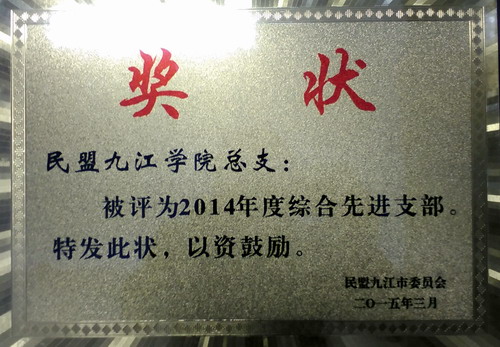 奖状
民盟九江学院总支：
被评为2014年度综合先进支部。
特发此状，以资鼓励。
民盟九江市委员会
二〇一五年三月